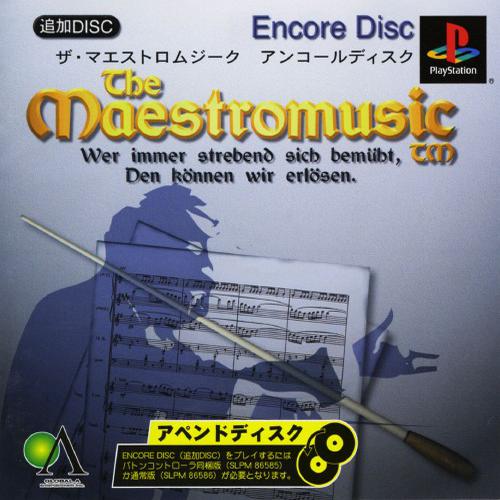 追加DISC
Encore Disc
ザ・マエストロムジーク アンコールディスク
PlayStation
®
The
Maestromusic
TM
Wer immer strebend sich bemüht,
Den können wir erlösen.
アペンドディスク
ENCORE DISC（追加DISC）をプレイするには
バトンコントローラ同梱版（SLPM 86585）
か通常版（SLPM 86586）が必要となります。
GLOBAL A